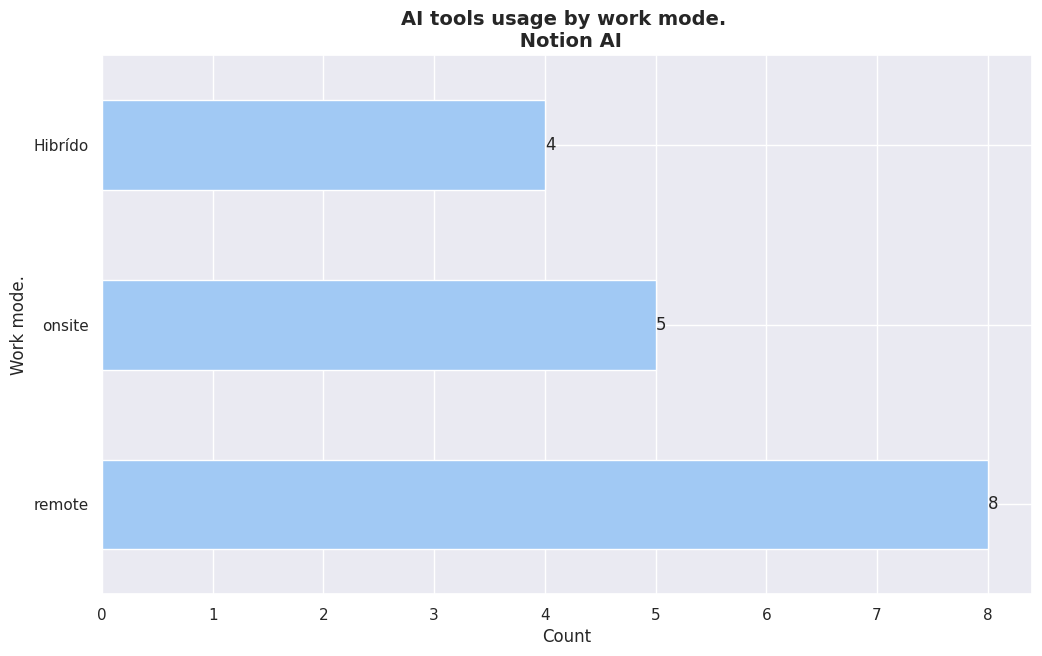 AI tools usage by work mode.
Notion AI
Work mode.
Hibrído
4
onsite
5
remote
8
0 1 2 3 4 5 6 7 8
Count